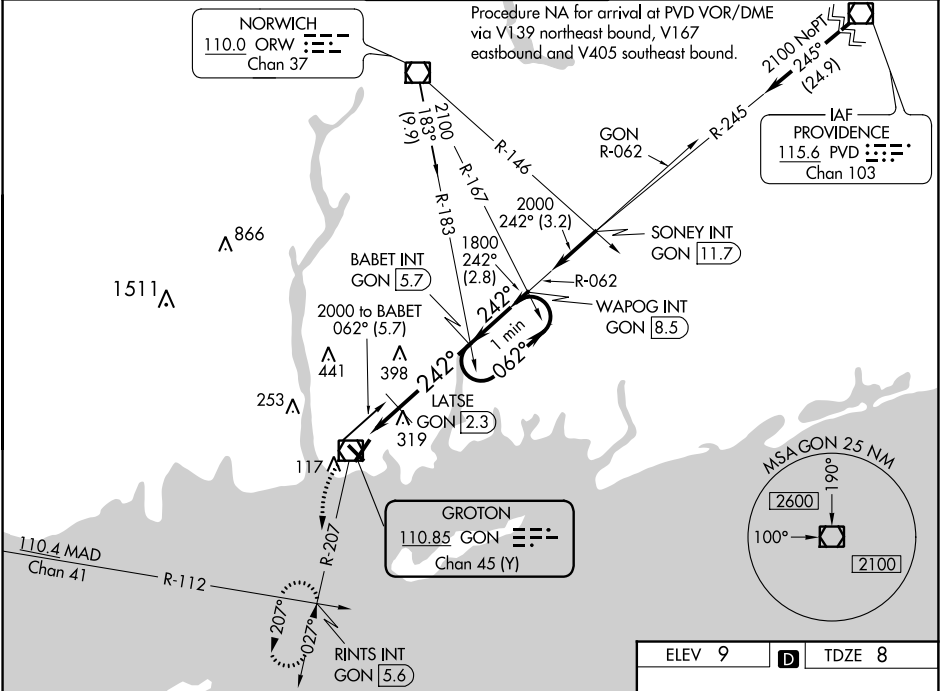 NORWICH
110.0 ORW
Chan 37
Procedure NA for arrival at PVD VOR/DME
via V139 northeast bound, V167
eastbound and V405 southeast bound.
2100 NoPT
245°
(24.9)
R-245
IAF
PROVIDENCE
115.6 PVD
Chan 103
2100
183°
(9.9)
R-183
R-167
R-146
GON
R-062
2000
242° (3.2)
SONEY INT
GON 11.7
866
1511
BABET INT
GON 5.7
1800
242°
(2.8)
R-062
WAPOG INT
GON 8.5
242°
1 min
062°
2000 to BABET
062° (5.7)
441
398
242°
253
LATSE
GON 2.3
319
117
GROTON
110.85 GON
Chan 45 (Y)
MSA GON 25 NM
190°
2600
100°
2100
110.4 MAD
Chan 41
R-112
R-207
207°
027°
RINTS INT
GON 5.6
ELEV 9
D
TDZE 8